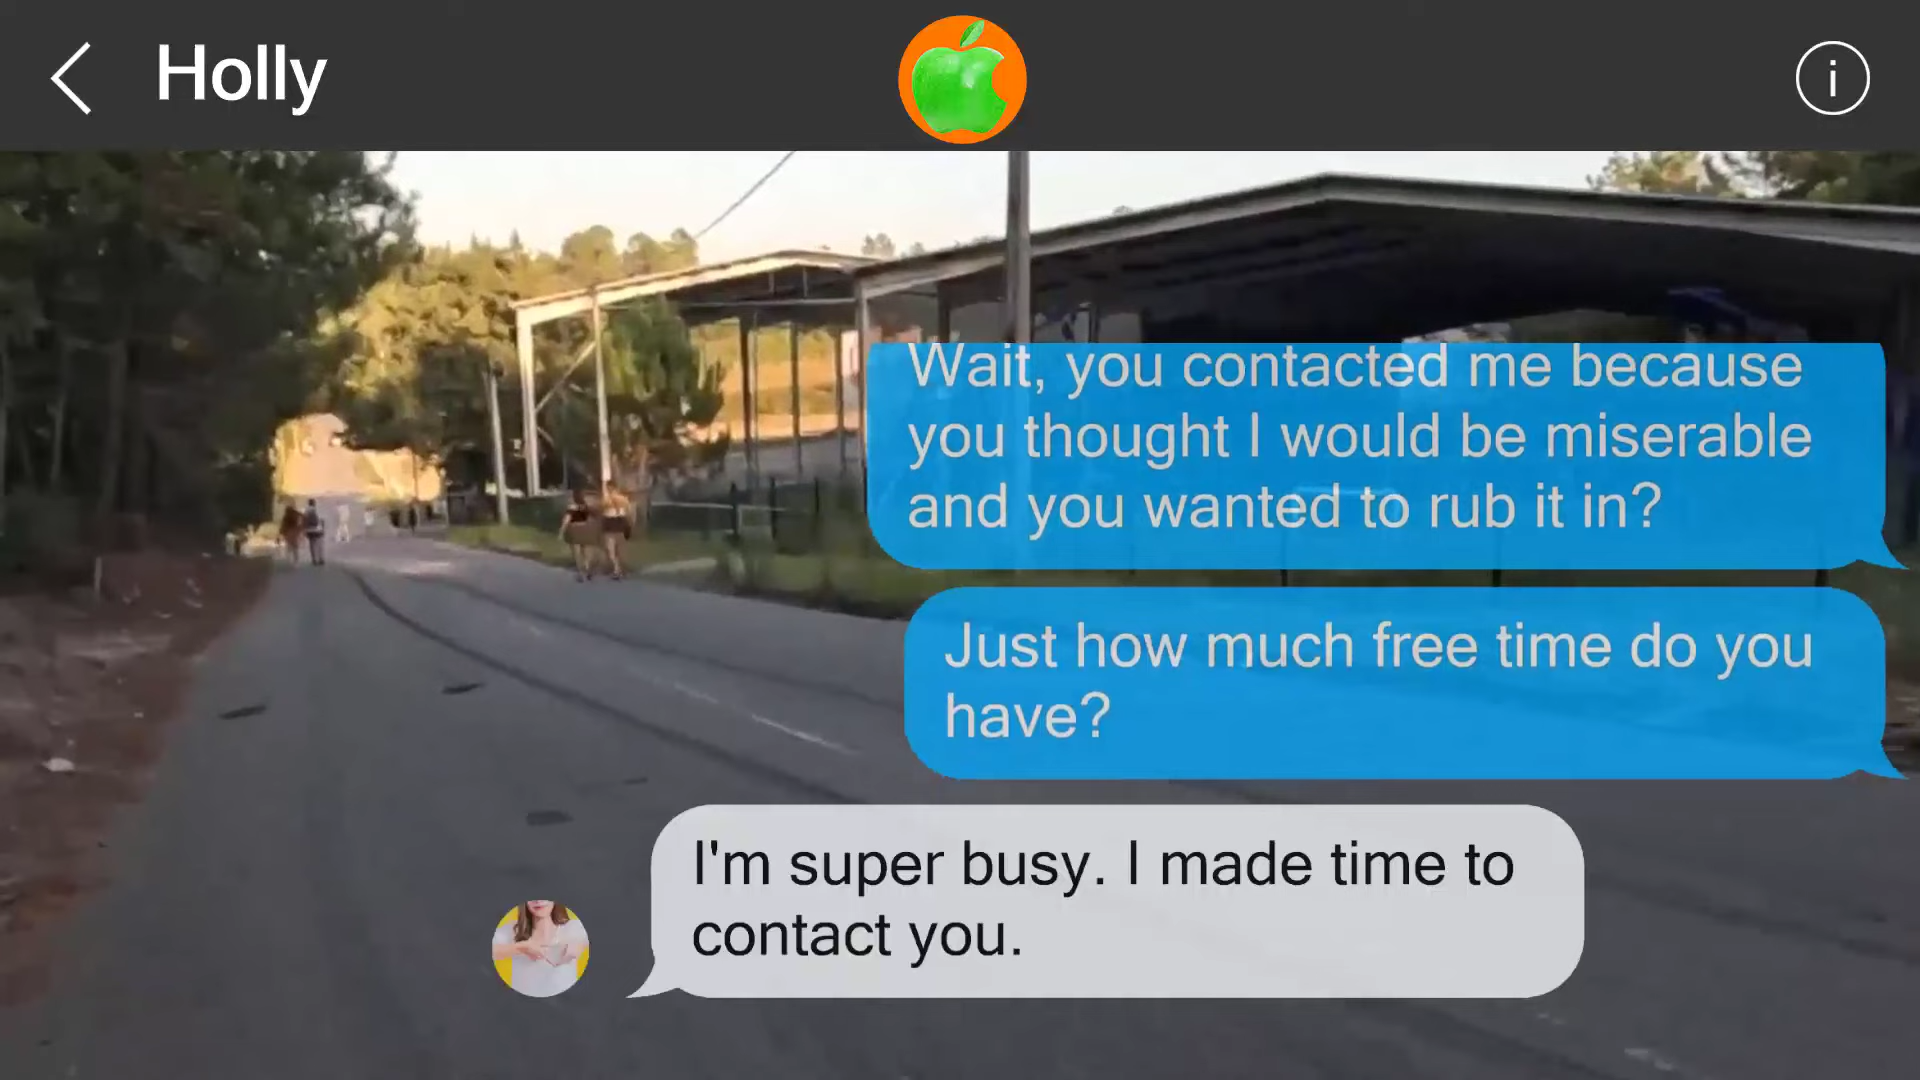 Holly
Wait, you contacted me because
you thought I would be miserable
and you wanted to rub it in?
Just how much free time do you
have?
I'm super busy. I made time to
contact you.